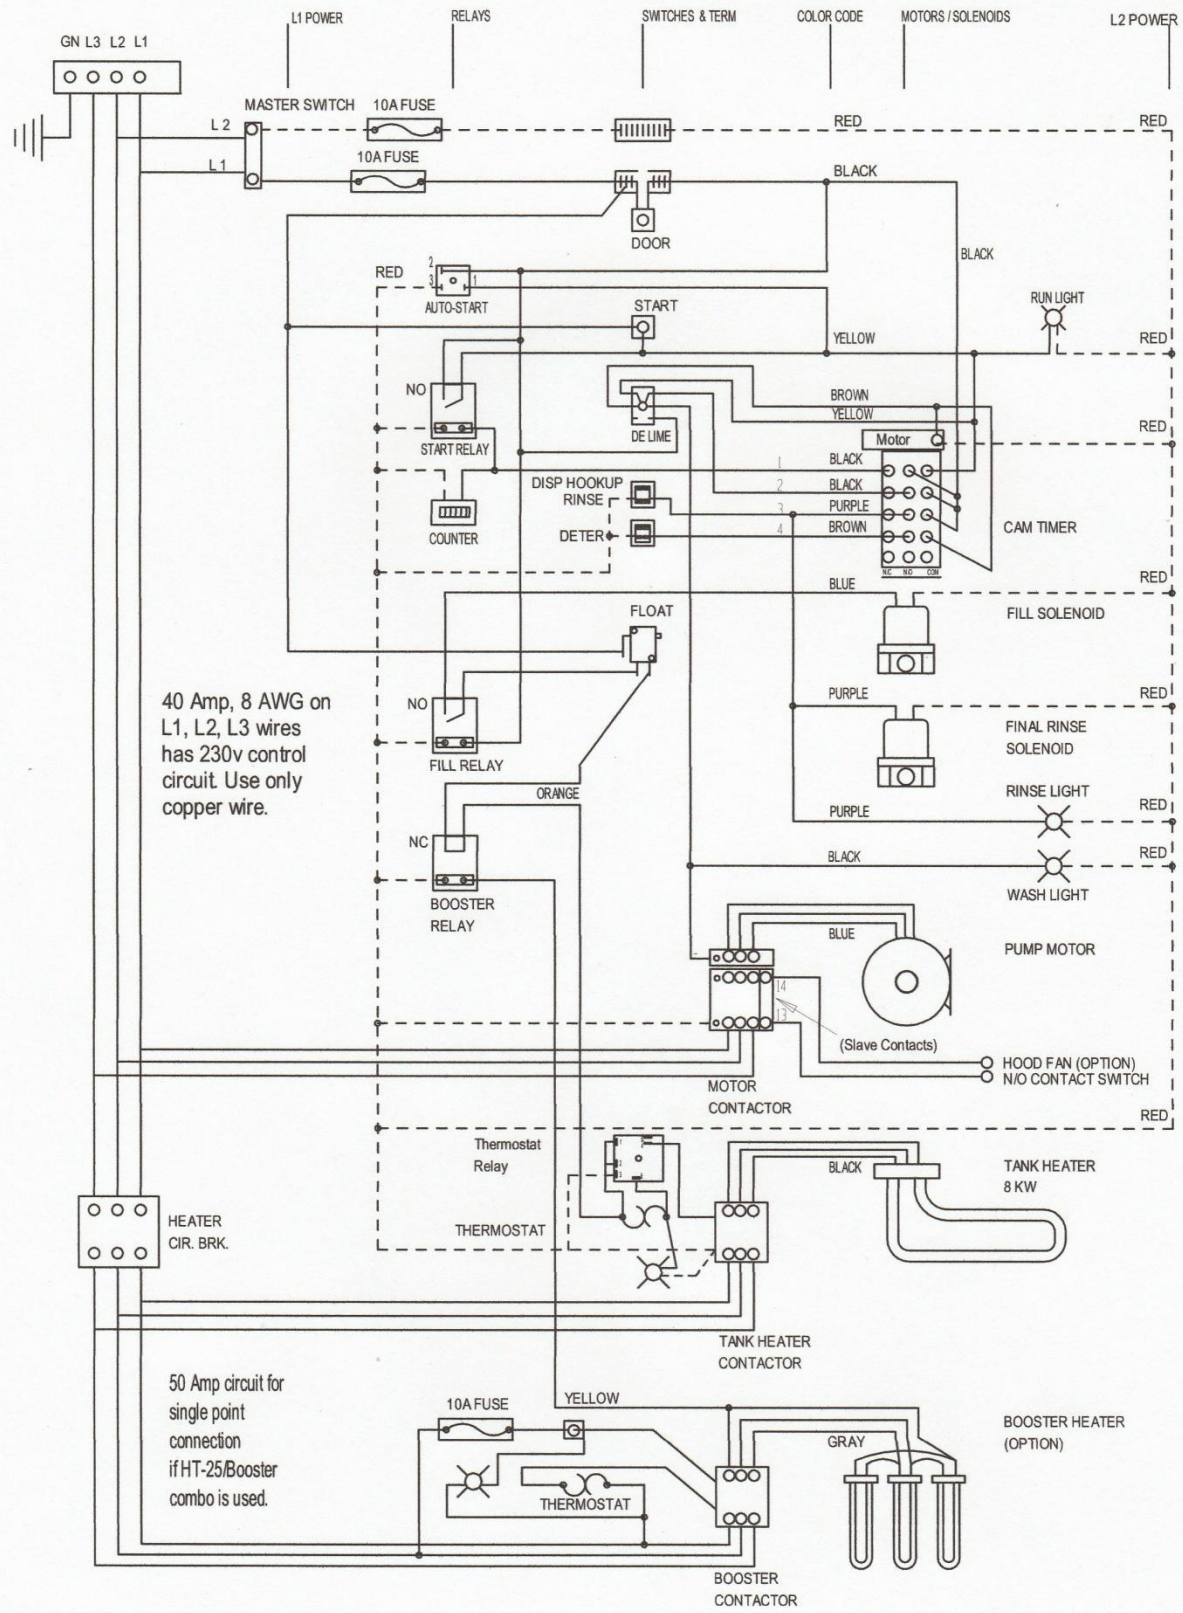 L1 POWER
RELAYS
SWITCHES & TERM
COLOR CODE
MOTORS / SOLENOIDS
L2 POWER
GN L3 L2 L1
MASTER SWITCH
10A FUSE
L 2
RED
RED
10A FUSE
L 1
BLACK
DOOR
BLACK
RED
2
3
1
AUTO-START
START
RUN LIGHT
YELLOW
RED
NO
BROWN
YELLOW
DE LIME
RED
Motor
START RELAY
1
BLACK
DISP HOOKUP
RINSE
2
BLACK
3
PURPLE
COUNTER
DETER
4
BROWN
CAM TIMER
NC NO COM
BLUE
RED
FLOAT
FILL SOLENOID
40 Amp, 8 AWG on
L1, L2, L3 wires
has 230v control
circuit. Use only
copper wire.
NO
PURPLE
RED
FINAL RINSE
SOLENOID
FILL RELAY
ORANGE
RINSE LIGHT
PURPLE
RED
NC
BLACK
RED
WASH LIGHT
BOOSTER
RELAY
BLUE
PUMP MOTOR
14
13
(Slave Contacts)
HOOD FAN (OPTION)
N/O CONTACT SWITCH
MOTOR
CONTACTOR
RED
Thermostat
Relay
BLACK
TANK HEATER
8 KW
HEATER
CIR. BRK.
THERMOSTAT
TANK HEATER
CONTACTOR
50 Amp circuit for
single point
connection
if HT-25/Booster
combo is used.
10A FUSE
YELLOW
GRAY
BOOSTER HEATER
(OPTION)
THERMOSTAT
BOOSTER
CONTACTOR